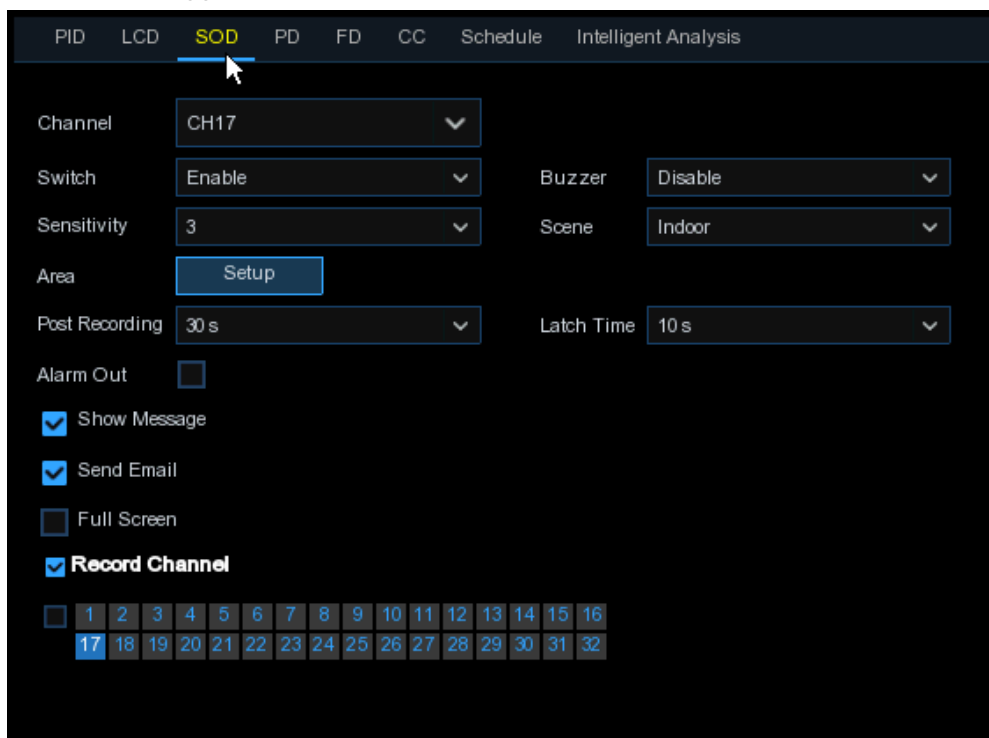 PID LCD SOD PD FD CC Schedule Intelligent Analysis
Channel CH17
Switch Enable Buzzer Disable
Sensitivity 3 Scene Indoor
Area Setup
Post Recording 30 s Latch Time 10 s
Alarm Out
Show Message
Send Email
Full Screen
Record Channel
1 2 3 4 5 6 7 8 9 10 11 12 13 14 15 16
17 18 19 20 21 22 23 24 25 26 27 28 29 30 31 32